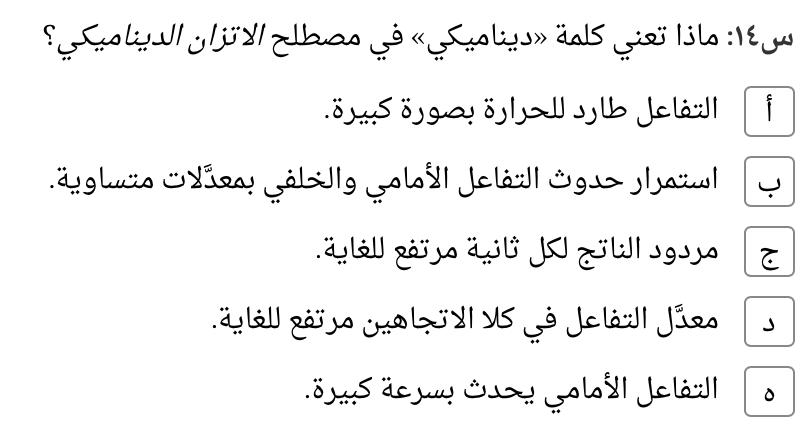 س١٤: ماذا تعني كلمة «ديناميكي» في مصطلح الاتزان الديناميكي؟
أ التفاعل طارد للحرارة بصورة كبيرة.
ب استمرار حدوث التفاعل الأمامي والخلفي بمعدَّلات متساوية.
ج مردود الناتج لكل ثانية مرتفع للغاية.
د معدَّل التفاعل في كلا الاتجاهين مرتفع للغاية.
ه التفاعل الأمامي يحدث بسرعة كبيرة.